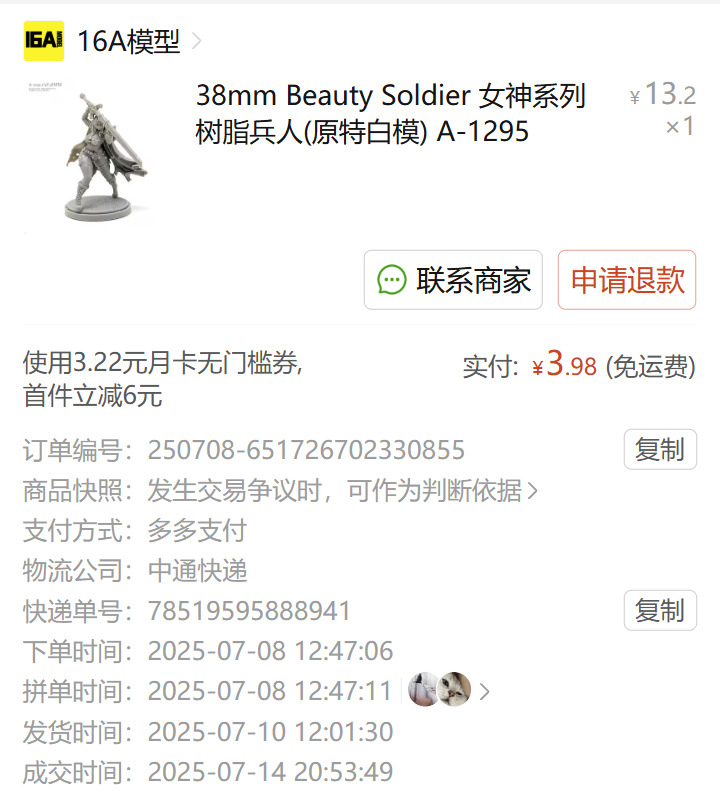 16A 16A模型
38mm Beauty Soldier 女神系列 ¥13.2
树脂兵人(原特白模) A-1295 ×1
联系商家 申请退款
使用3.22元月卡无门槛券, 实付: ¥3.98 (免运费)
首件立减6元
订单编号： 250708-651726702330855 复制
商品快照： 发生交易争议时，可作为判断依据
支付方式： 多多支付
物流公司： 中通快递
快递单号： 78519595888941 复制
下单时间： 2025-07-08 12:47:06
拼单时间： 2025-07-08 12:47:11
发货时间： 2025-07-10 12:01:30
成交时间： 2025-07-14 20:53:49